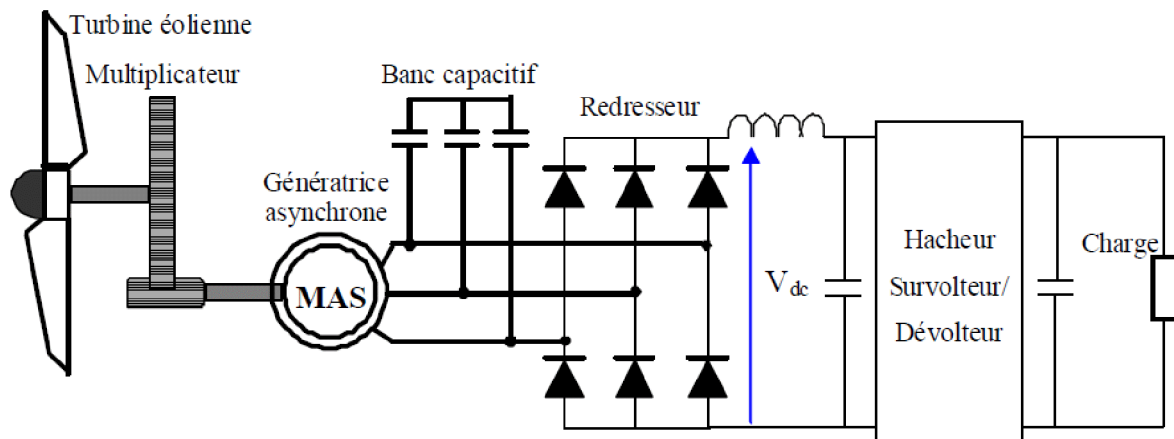 Turbine éolienne
Multiplicateur
Banc capacitif
Redresseur
Génératrice
asynchrone
MAS
Vdc
Hacheur
Survolteur/
Dévolteur
Charge